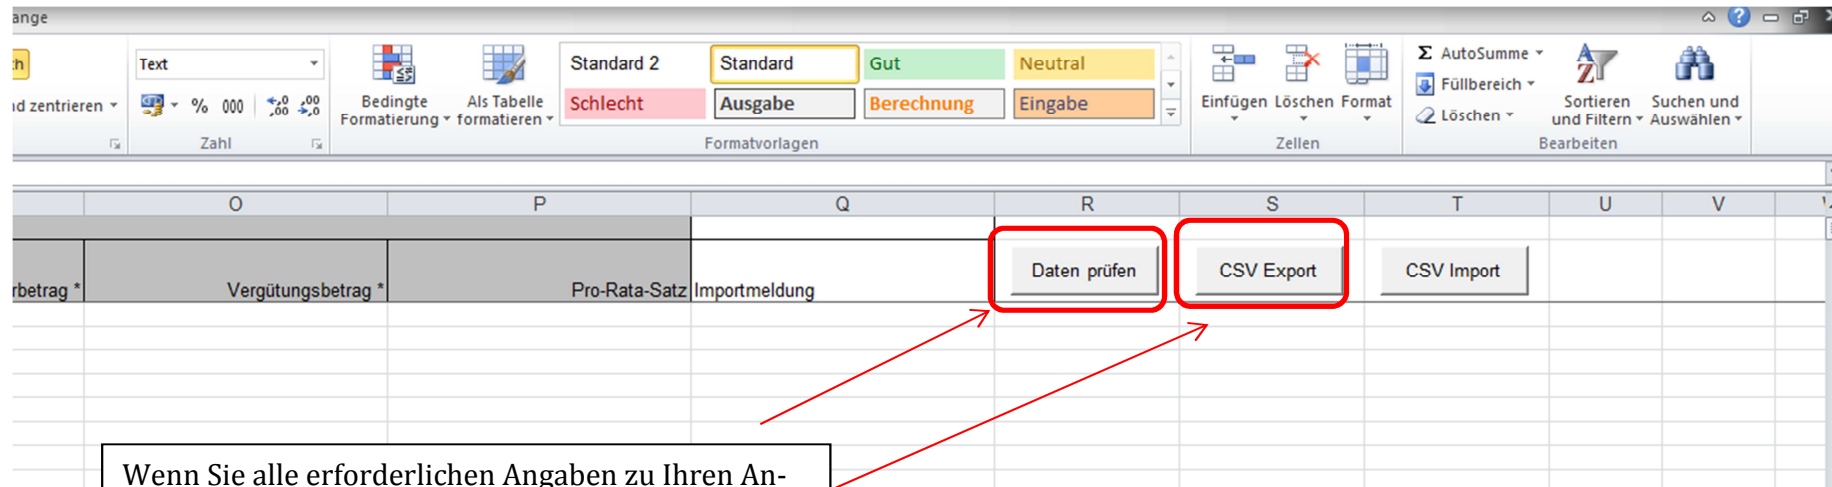 ange
Text
Standard 2
Standard
Gut
Neutral
Σ AutoSumme
Füllbereich
nd zentrieren
% 000
Bedingte
Formatierung
Als Tabelle
formatieren
Schlecht
Ausgabe
Berechnung
Eingabe
Einfügen Löschen Format
Löschen
Sortieren
und Filtern
Suchen und
Auswählen
Zahl
Formatvorlagen
Zellen
Bearbeiten
O P Q R S T U V
rbetrag *
Vergütungsbetrag *
Pro-Rata-Satz
Importmeldung
Daten prüfen
CSV Export
CSV Import
Wenn Sie alle erforderlichen Angaben zu Ihren An-